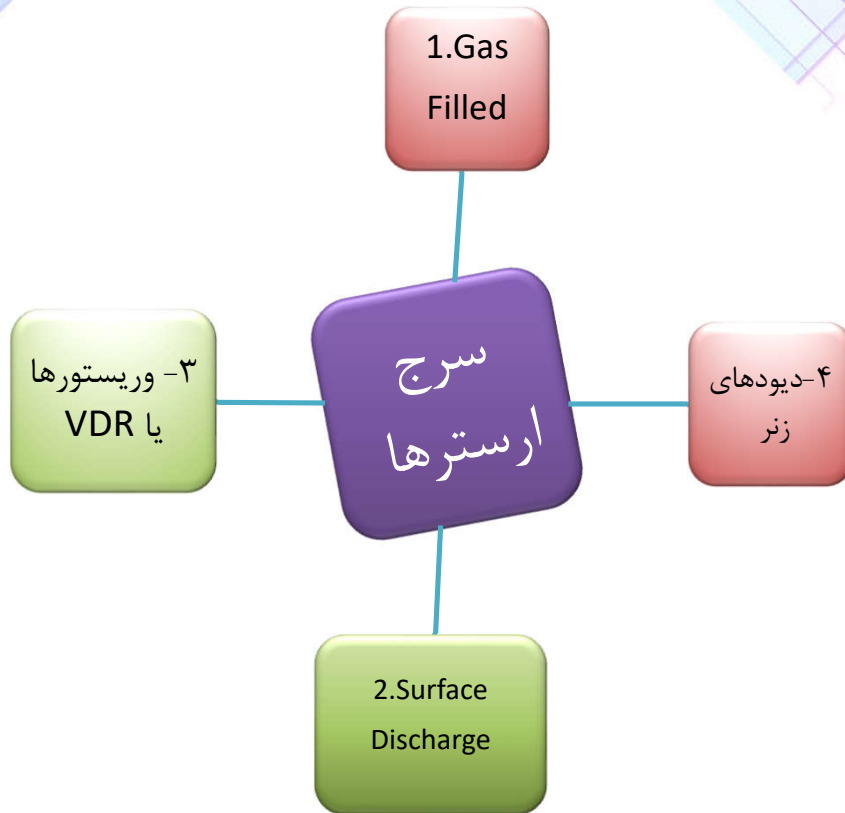 1.Gas
Filled
سرج
ارسترها
۳- وریستورها
یا VDR
۴-دیودهای
زنر
2.Surface
Discharge